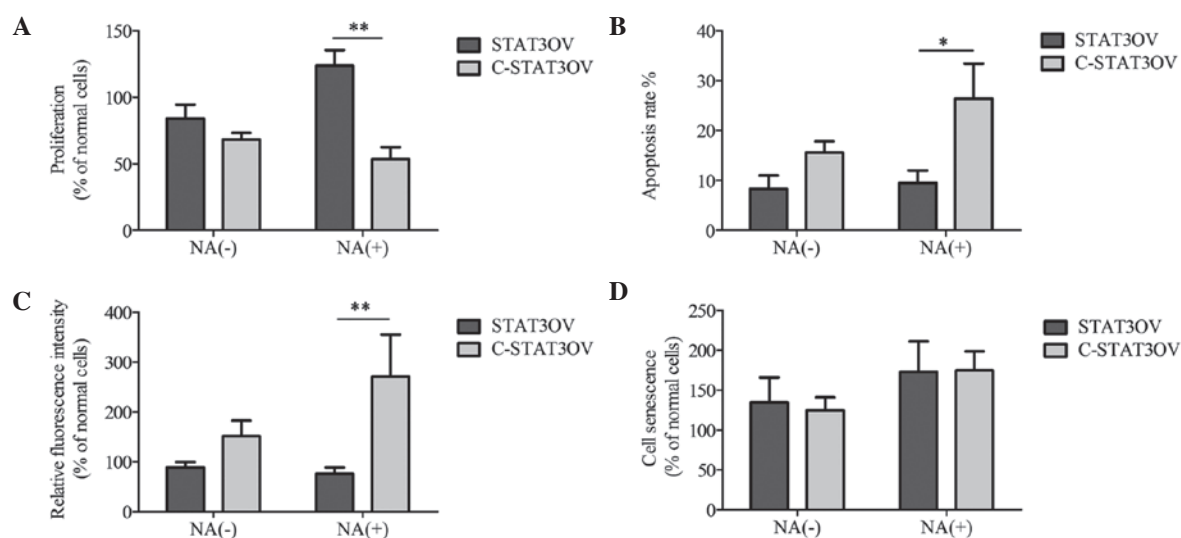 A
Proliferation
(% of normal cells)
150
100
50
0
**
NA(-)
NA(+)
STAT3OV
C-STAT3OV
B
Apoptosis rate %
40
30
20
10
0
*
NA(-)
NA(+)
STAT3OV
C-STAT3OV
C
Relative fluorescence intensity
(% of normal cells)
400
300
200
100
0
**
NA(-)
NA(+)
STAT3OV
C-STAT3OV
D
Cell senescence
(% of normal cells)
250
200
150
100
50
0
NA(-)
NA(+)
STAT3OV
C-STAT3OV